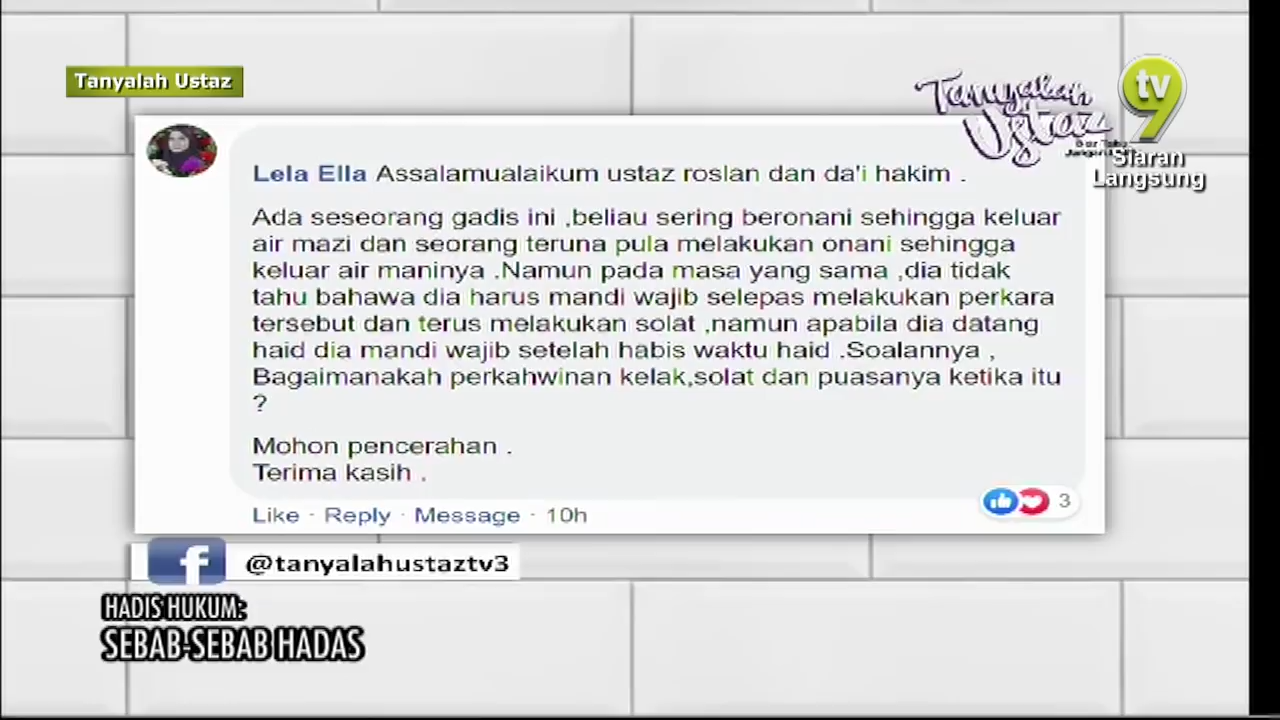 Tanyalah Ustaz
Tanyalah
Ustaz
tv
9
Siaran
Langsung
Lela Ella Assalamualaikum ustaz roslan dan da'i hakim .
Ada seseorang gadis ini ,beliau sering beronani sehingga keluar
air mazi dan seorang teruna pula melakukan onani sehingga
keluar air maninya .Namun pada masa yang sama ,dia tidak
tahu bahawa dia harus mandi wajib selepas melakukan perkara
tersebut dan terus melakukan solat ,namun apabila dia datang
haid dia mandi wajib setelah habis waktu haid .Soalannya ,
Bagaimanakah perkahwinan kelak,solat dan puasanya ketika itu
?
Mohon pencerahan .
Terima kasih .
Like · Reply · Message · 10h
3
f @tanyalahustaztv3
HADIS HUKUM:
SEBAB-SEBAB HADAS